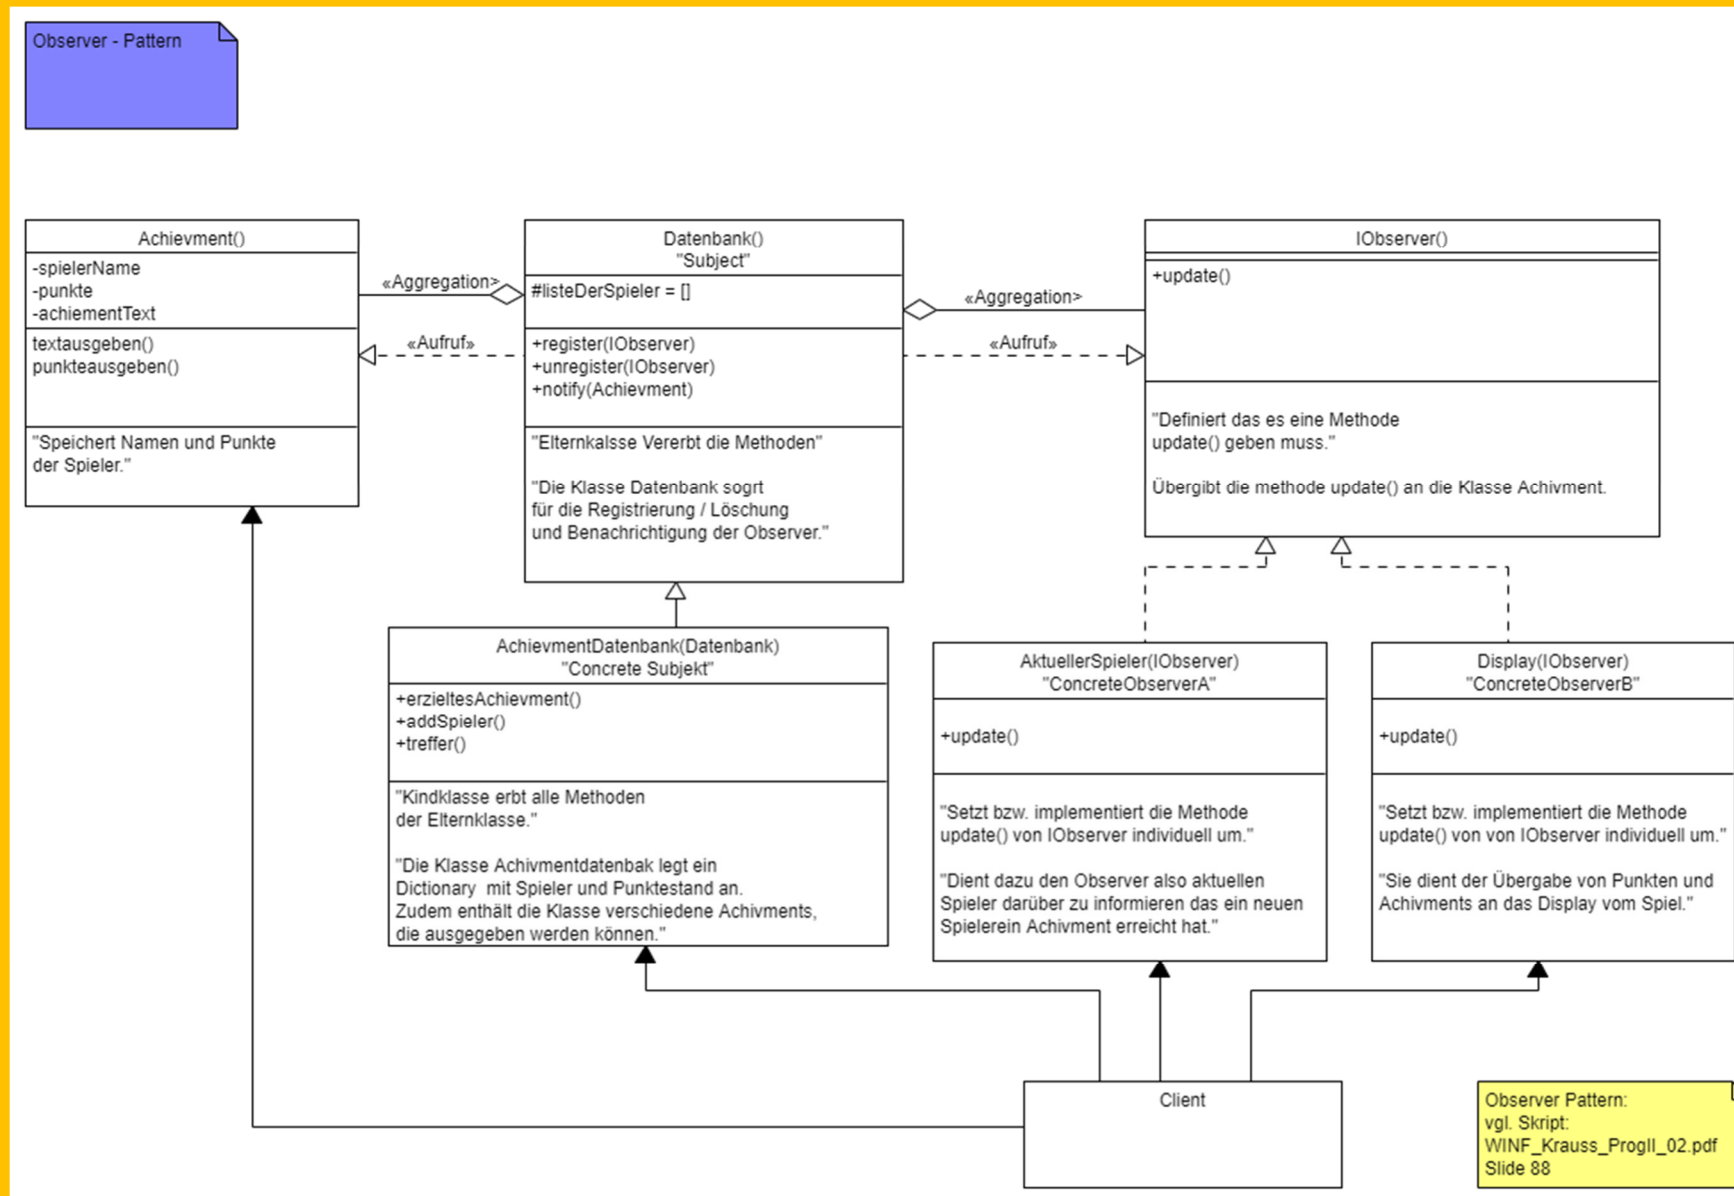 Observer - Pattern
Achievment()
-spielerName
-punkte
-achiementText
textausgeben()
punkteausgeben()
"Speichert Namen und Punkte
der Spieler."
«Aggregation>
«Aufruf»
Datenbank()
"Subject"
#listeDerSpieler = []
+register(IObserver)
+unregister(IObserver)
+notify(Achievment)
"Elternkalsse Vererbt die Methoden"
"Die Klasse Datenbank sogrt
für die Registrierung / Löschung
und Benachrichtigung der Observer."
«Aggregation>
«Aufruf»
IObserver()
+update()
"Definiert das es eine Methode
update() geben muss."
Übergibt die methode update() an die Klasse Achivment.
AchievmentDatenbank(Datenbank)
"Concrete Subjekt"
+erzieltesAchievment()
+addSpieler()
+treffer()
"Kindklasse erbt alle Methoden
der Elternklasse."
"Die Klasse Achivmentdatenbak legt ein
Dictionary mit Spieler und Punktestand an.
Zudem enthält die Klasse verschiedene Achivments,
die ausgegeben werden können."
AktuellerSpieler(IObserver)
"ConcreteObserverA"
+update()
"Setzt bzw. implementiert die Methode
update() von IObserver individuell um."
"Dient dazu den Observer also aktuellen
Spieler darüber zu informieren das ein neuen
Spielerein Achivment erreicht hat."
Display(IObserver)
"ConcreteObserverB"
+update()
"Setzt bzw. implementiert die Methode
update() von von IObserver individuell um."
"Sie dient der Übergabe von Punkten und
Achivments an das Display vom Spiel."
Client
Observer Pattern:
vgl. Skript:
WINF_Krauss_ProgII_02.pdf
Slide 88